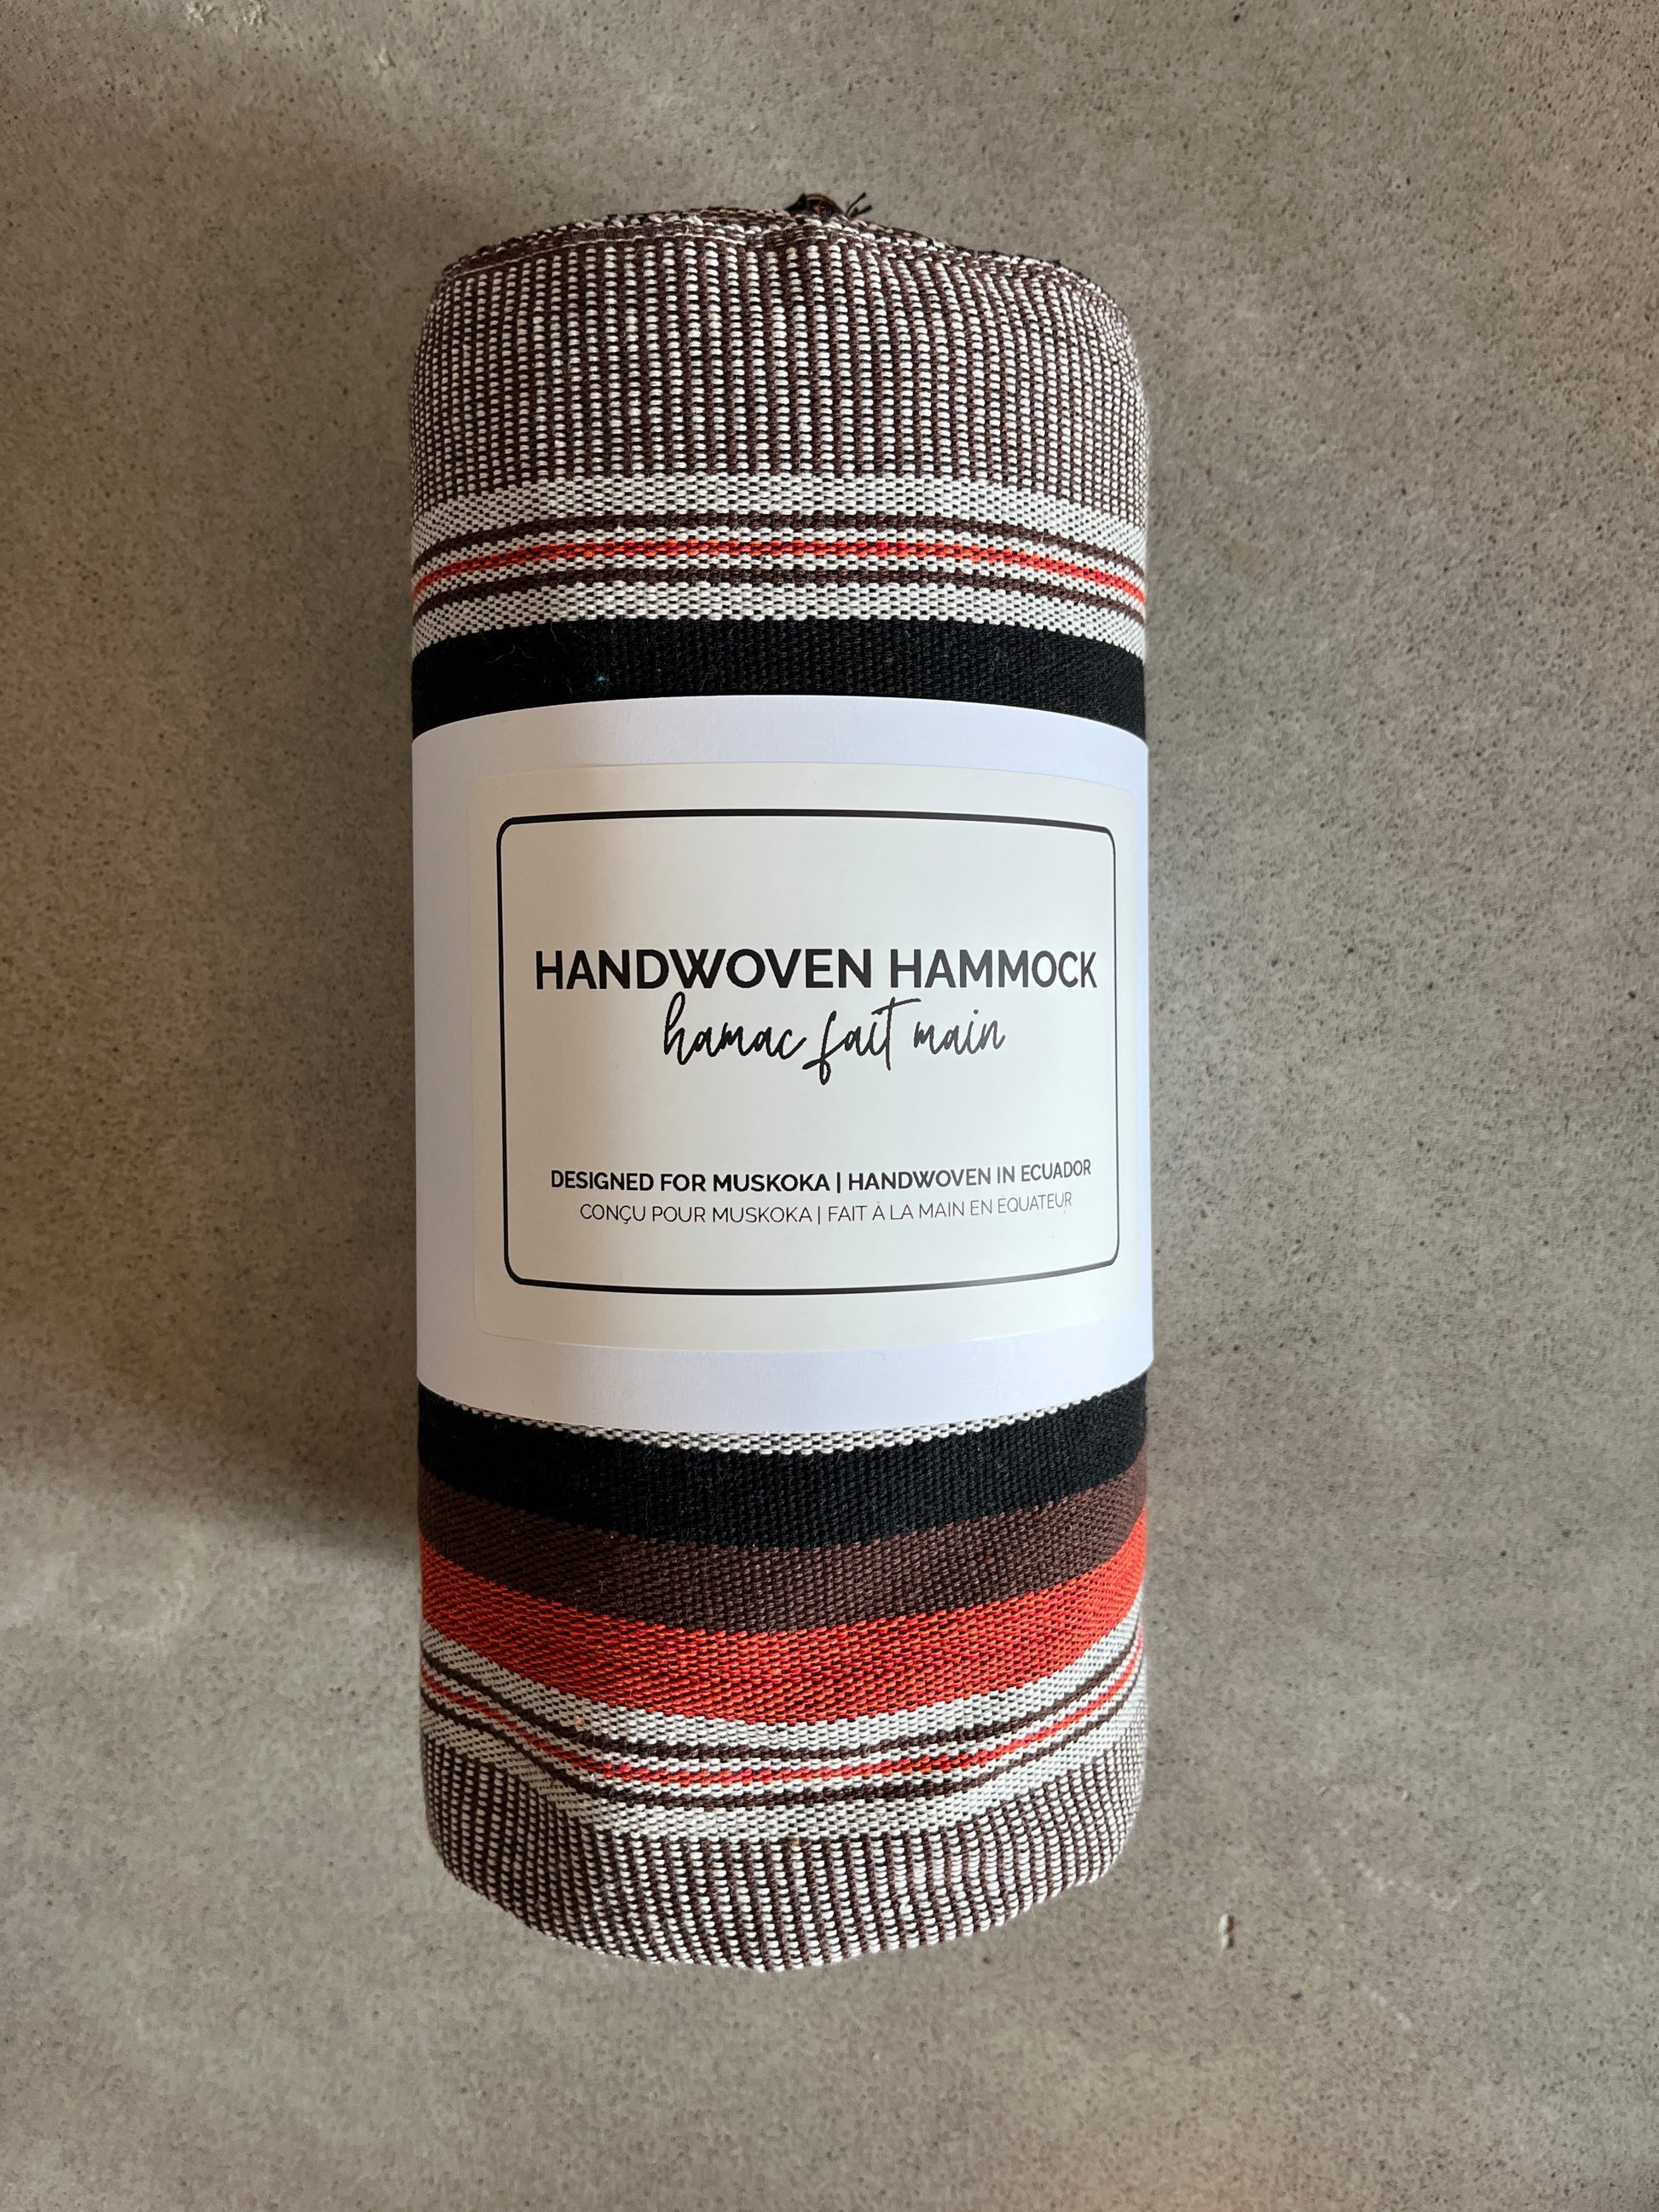 HANDWOVEN HAMMOCK
hamac fait main
DESIGNED FOR MUSKOKA | HANDWOVEN IN ECUADOR
CONÇU POUR MUSKOKA | FAIT À LA MAIN EN ÉQUATEUR